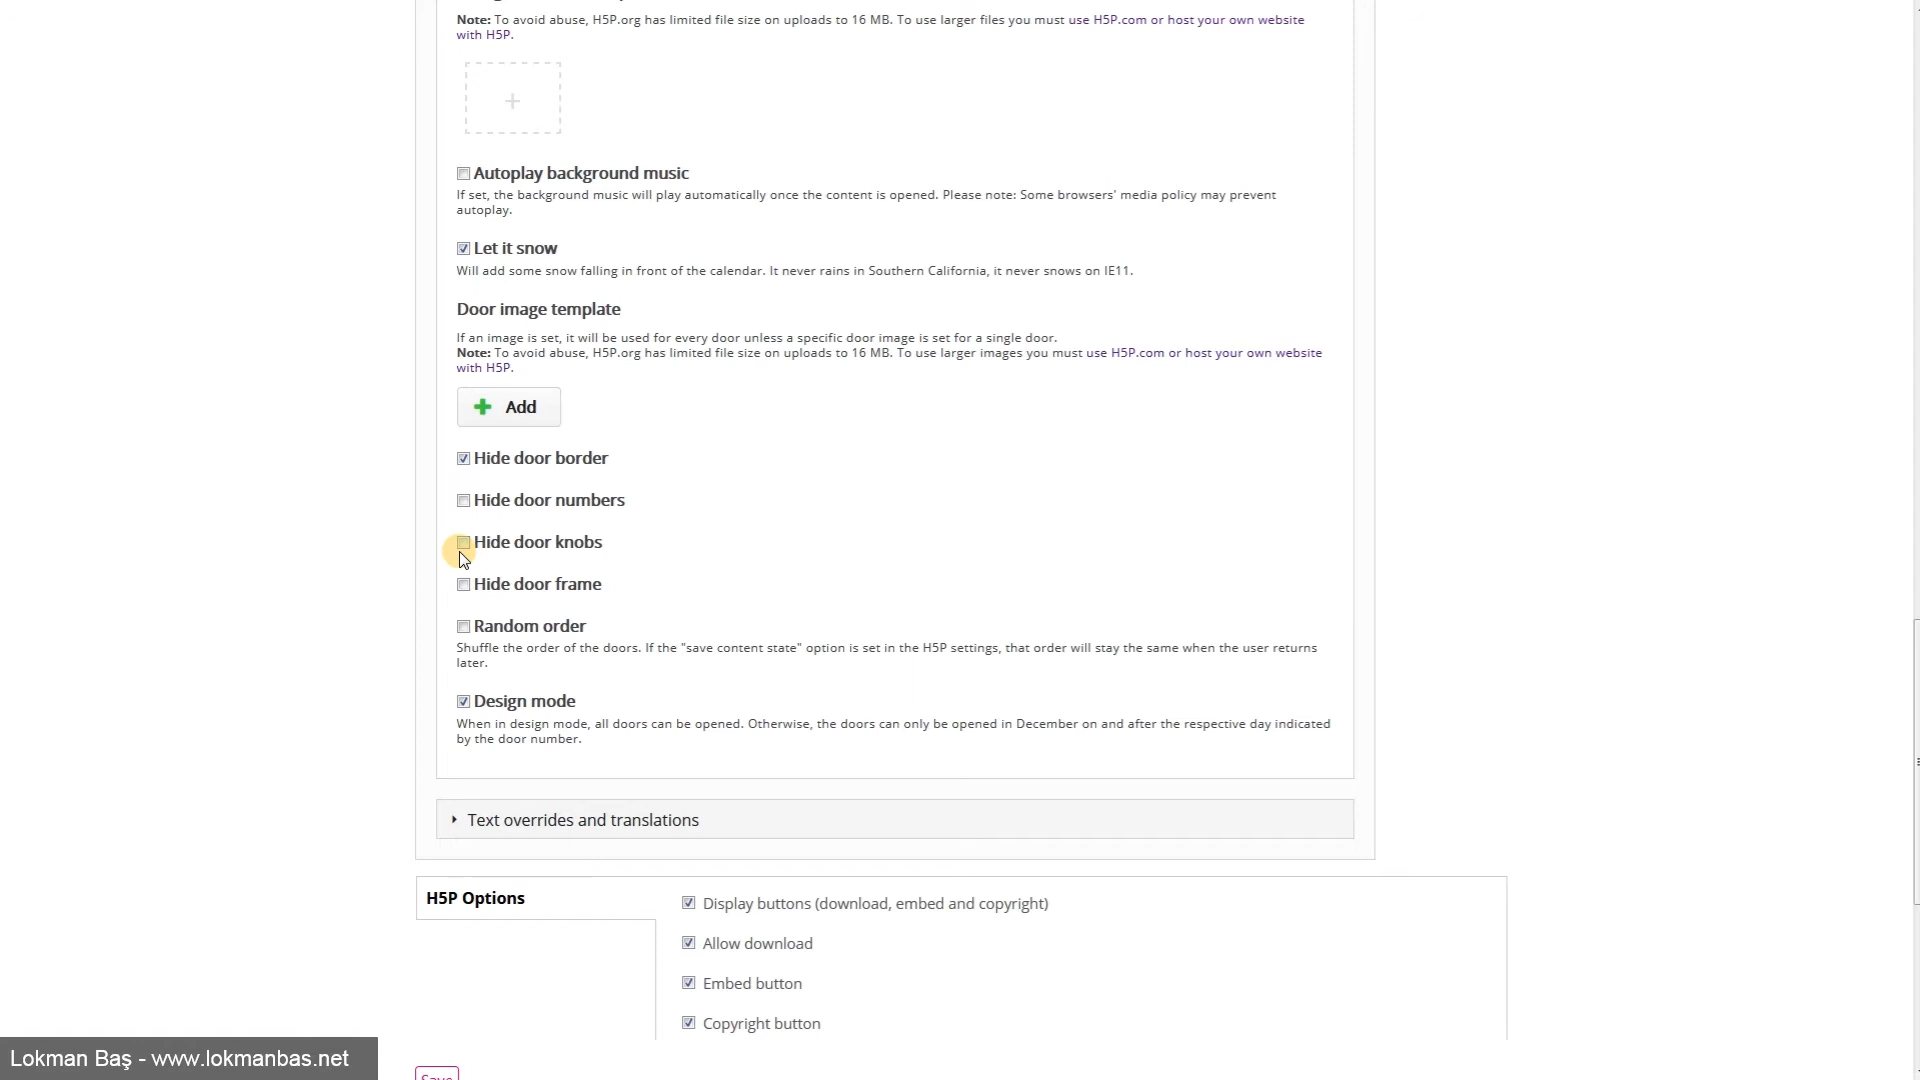 Note: To avoid abuse, H5P.org has limited file size on uploads to 16 MB. To use larger files you must use H5P.com or host your own website
with H5P.
+
Autoplay background music
If set, the background music will play automatically once the content is opened. Please note: Some browsers' media policy may prevent
autoplay.
Let it snow
Will add some snow falling in front of the calendar. It never rains in Southern California, it never snows on IE11.
Door image template
If an image is set, it will be used for every door unless a specific door image is set for a single door.
Note: To avoid abuse, H5P.org has limited file size on uploads to 16 MB. To use larger images you must use H5P.com or host your own website
with H5P.
Add
Hide door border
Hide door numbers
Hide door knobs
Hide door frame
Random order
Shuffle the order of the doors. If the "save content state" option is set in the H5P settings, that order will stay the same when the user returns
later.
Design mode
When in design mode, all doors can be opened. Otherwise, the doors can only be opened in December on and after the respective day indicated
by the door number.
Text overrides and translations
H5P Options
Display buttons (download, embed and copyright)
Allow download
Embed button
Copyright button
Lokman Baş - www.lokmanbas.net
Save